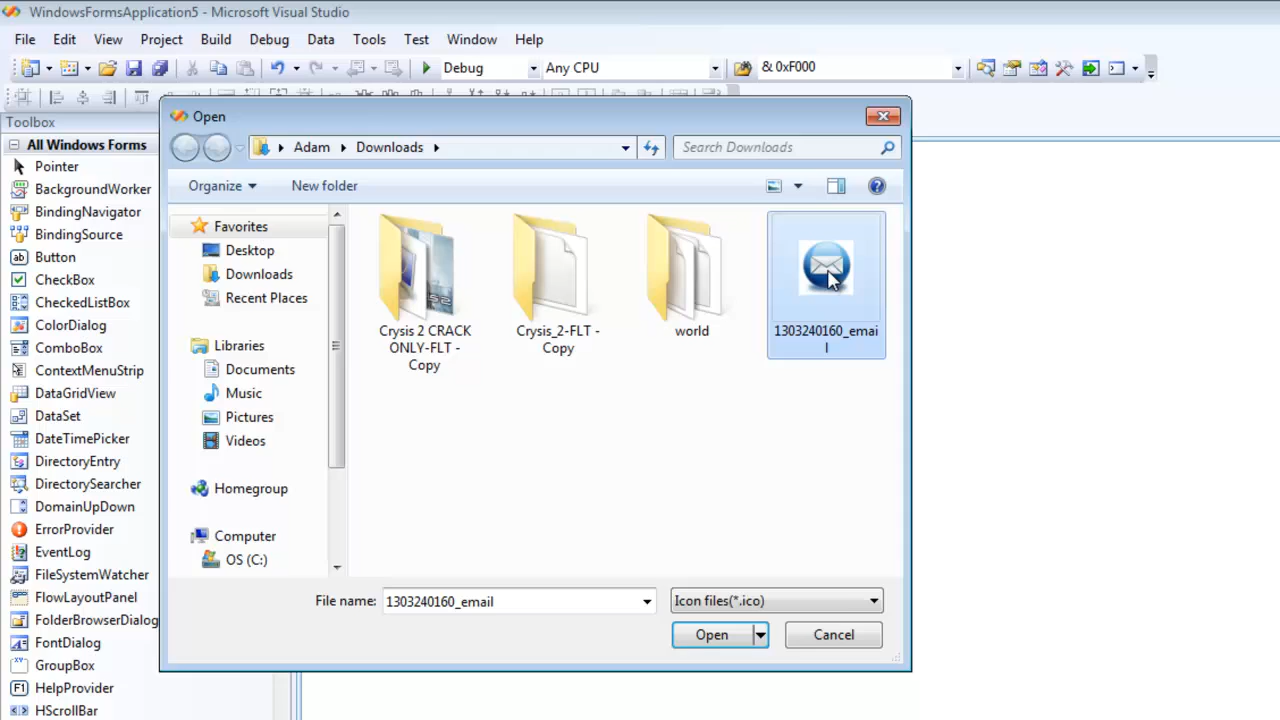 WindowsFormsApplication5 - Microsoft Visual Studio
File Edit View Project Build Debug Data Tools Test Window Help
Debug Any CPU & 0xF000
Toolbox
All Windows Forms
Pointer
BackgroundWorker
BindingNavigator
BindingSource
ab Button
CheckBox
CheckedListBox
ColorDialog
ComboBox
ContextMenuStrip
DataGridView
DataSet
DateTimePicker
DirectoryEntry
DirectorySearcher
DomainUpDown
ErrorProvider
EventLog
FileSystemWatcher
FlowLayoutPanel
FolderBrowserDialog
FontDialog
GroupBox
HelpProvider
HScrollBar
Open
Adam Downloads
Search Downloads
Organize New folder
Favorites
Desktop
Downloads
Recent Places
Libraries
Documents
Music
Pictures
Videos
Homegroup
Computer
OS (C:)
Crysis 2 CRACK
ONLY-FLT -
Copy
Crysis_2-FLT -
Copy
world
1303240160_emai
l
File name: 1303240160_email
Icon files(*.ico)
Open Cancel